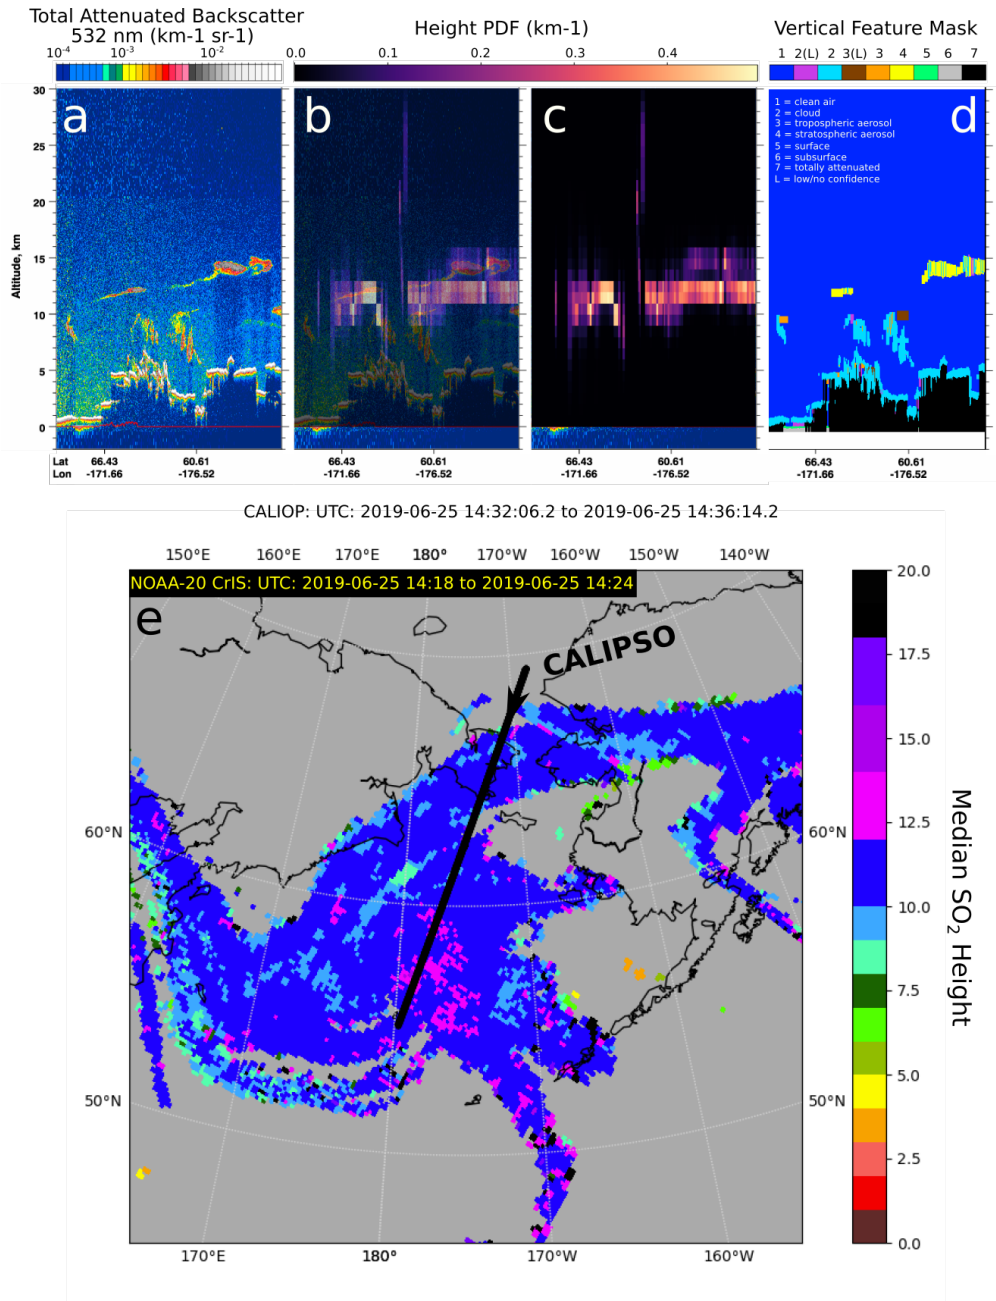 Total Attenuated Backscatter
532 nm (km-1 sr-1)
10-4 10-3 10-2
Height PDF (km-1)
0.0 0.1 0.2 0.3 0.4
Vertical Feature Mask
1 2(L) 2 3(L) 3 4 5 6 7
a
b
c
d
1 = clean air
2 = cloud
3 = tropospheric aerosol
4 = stratospheric aerosol
5 = surface
6 = subsurface
7 = totally attenuated
L = low/no confidence
Altitude, km
30
25
20
15
10
5
0
Lat 66.43 60.61 66.43 60.61 66.43 60.61 66.43 60.61
Lon -171.66 -176.52 -171.66 -176.52 -171.66 -176.52 -171.66 -176.52
CALIOP: UTC: 2019-06-25 14:32:06.2 to 2019-06-25 14:36:14.2
150°E 160°E 170°E 180° 170°W 160°W 150°W 140°W
NOAA-20 CrIS: UTC: 2019-06-25 14:18 to 2019-06-25 14:24
e
CALIPSO
60°N 60°N
50°N 50°N
170°E 180° 170°W 160°W
20.0
17.5
15.0
12.5
10.0
7.5
5.0
2.5
0.0
Median SO2 Height